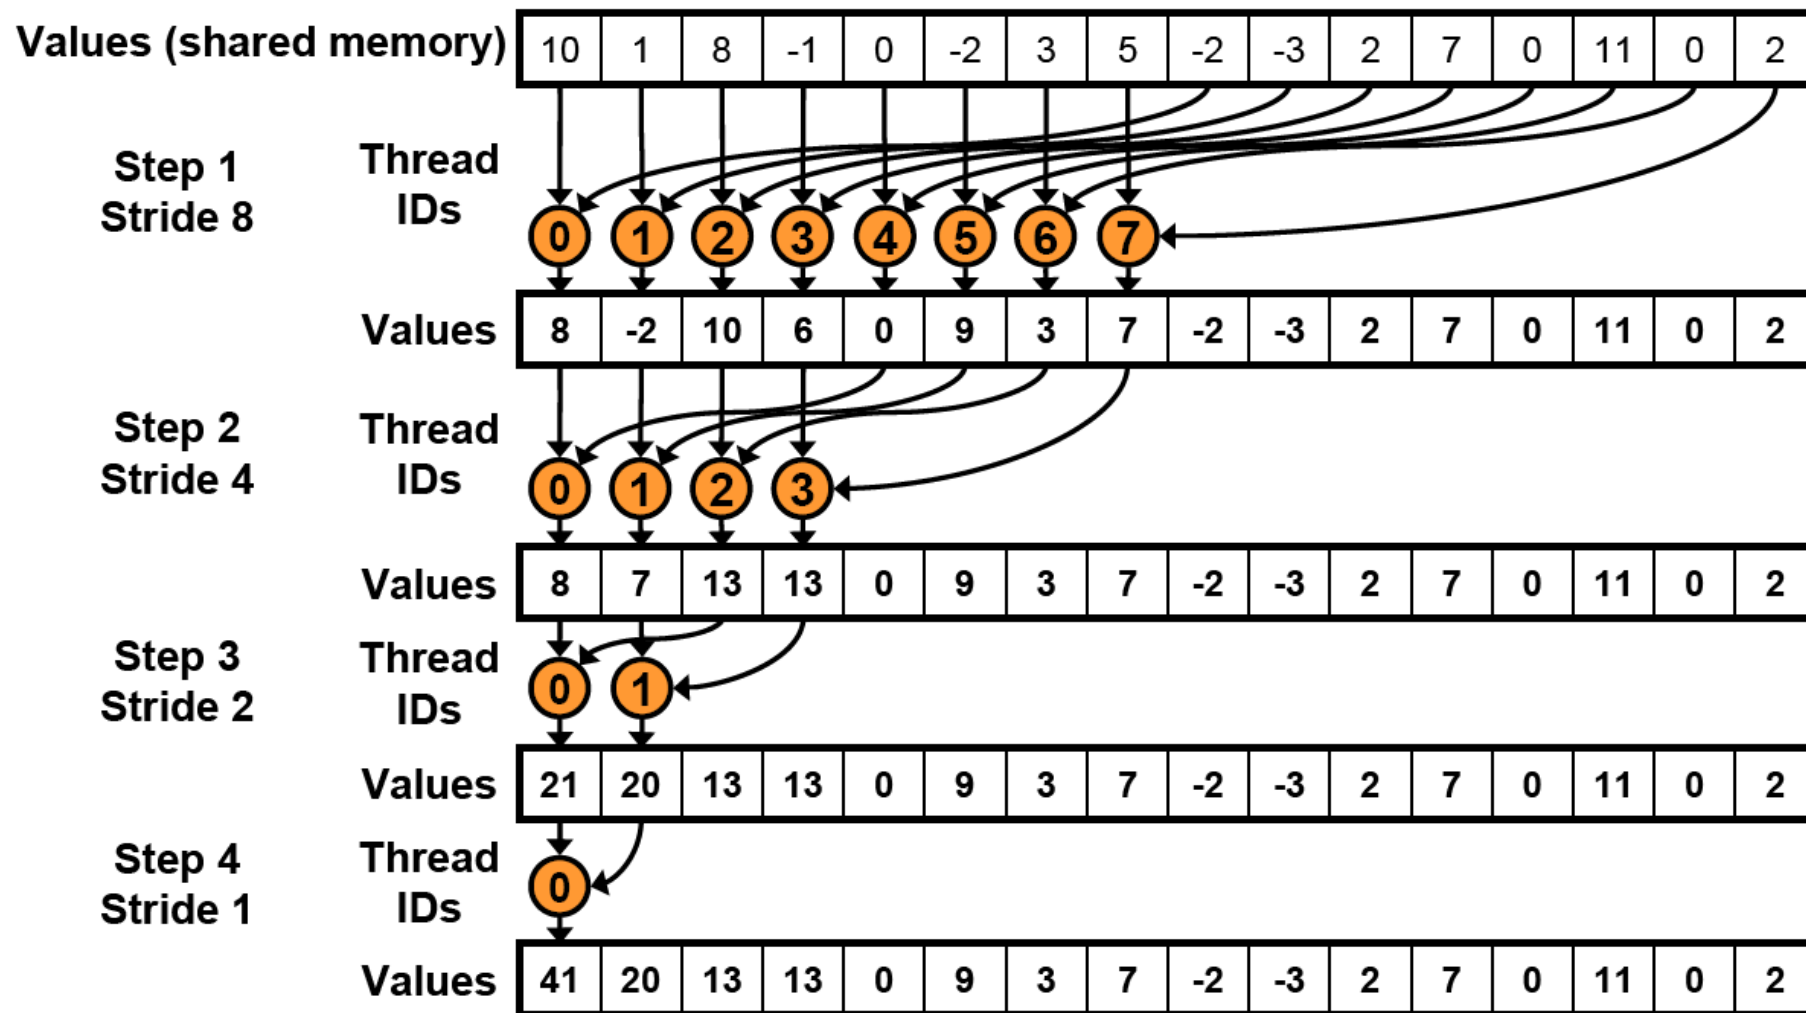 Values (shared memory) 10 1 8 -1 0 -2 3 5 -2 -3 2 7 0 11 0 2
Step 1 Thread
Stride 8 IDs
0 1 2 3 4 5 6 7
Values 8 -2 10 6 0 9 3 7 -2 -3 2 7 0 11 0 2
Step 2 Thread
Stride 4 IDs
0 1 2 3
Values 8 7 13 13 0 9 3 7 -2 -3 2 7 0 11 0 2
Step 3 Thread
Stride 2 IDs
0 1
Values 21 20 13 13 0 9 3 7 -2 -3 2 7 0 11 0 2
Step 4 Thread
Stride 1 IDs
0
Values 41 20 13 13 0 9 3 7 -2 -3 2 7 0 11 0 2